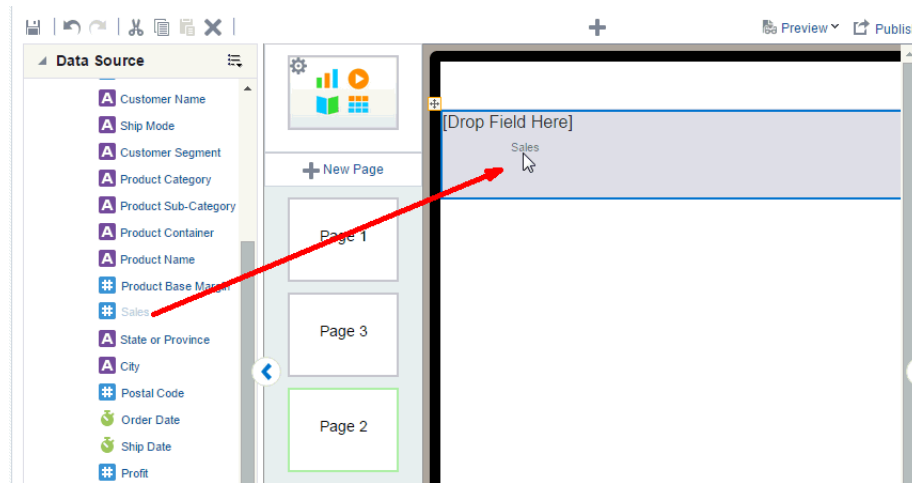 Preview
Publis
Data Source
Customer Name
Ship Mode
Customer Segment
Product Category
Product Sub-Category
Product Container
Product Name
Product Base Margin
Sales
State or Province
City
Postal Code
Order Date
Ship Date
Profit
New Page
Page 1
Page 3
Page 2
[Drop Field Here]
Sales